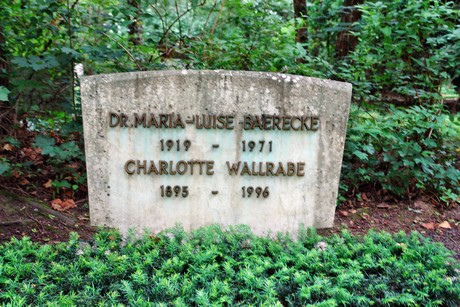 DR. MARIA-LUISE BAERECKE
1919 - 1971
CHARLOTTE WALLRABE
1895 - 1996